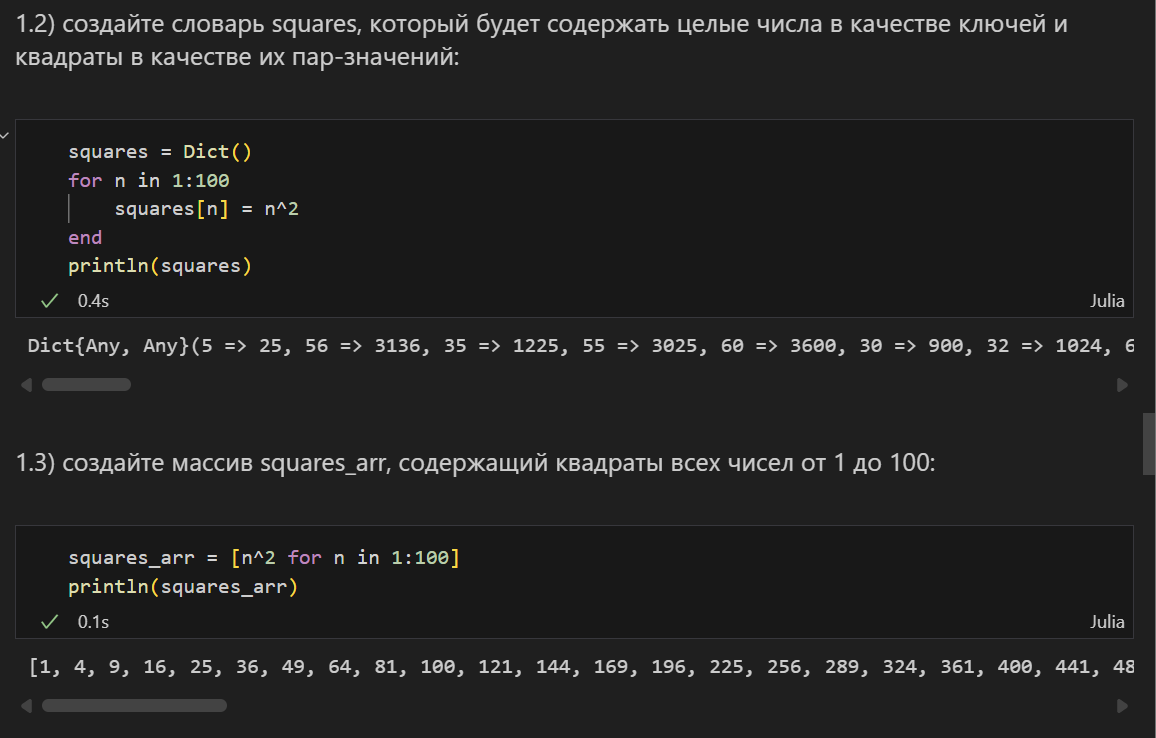 1.2) создайте словарь squares, который будет содержать целые числа в качестве ключей и
квадраты в качестве их пар-значений:
squares = Dict()
for n in 1:100
    squares[n] = n^2
end
println(squares)
0.4s
Julia
Dict{Any, Any}(5 => 25, 56 => 3136, 35 => 1225, 55 => 3025, 60 => 3600, 30 => 900, 32 => 1024, 6
1.3) создайте массив squares_arr, содержащий квадраты всех чисел от 1 до 100:
squares_arr = [n^2 for n in 1:100]
println(squares_arr)
0.1s
Julia
[1, 4, 9, 16, 25, 36, 49, 64, 81, 100, 121, 144, 169, 196, 225, 256, 289, 324, 361, 400, 441, 48